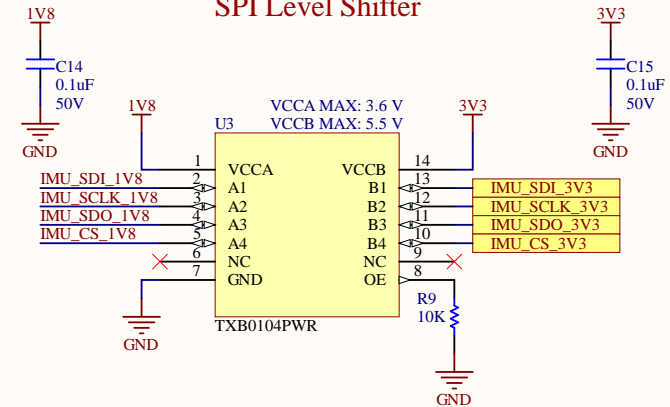 SPI Level Shifter
1V8
3V3
C14
0.1uF
50V
C15
0.1uF
50V
GND
GND
1V8
U3
VCCA MAX: 3.6 V
VCCB MAX: 5.5 V
3V3
1 VCCA VCCB 14
IMU_SDI_1V8 2 A1 B1 13 IMU_SDI_3V3
IMU_SCLK_1V8 3 A2 B2 12 IMU_SCLK_3V3
IMU_SDO_1V8 4 A3 B3 11 IMU_SDO_3V3
IMU_CS_1V8 5 A4 B4 10 IMU_CS_3V3
6 NC NC 9
7 GND OE 8
R9
10K
TXB0104PWR
GND
GND